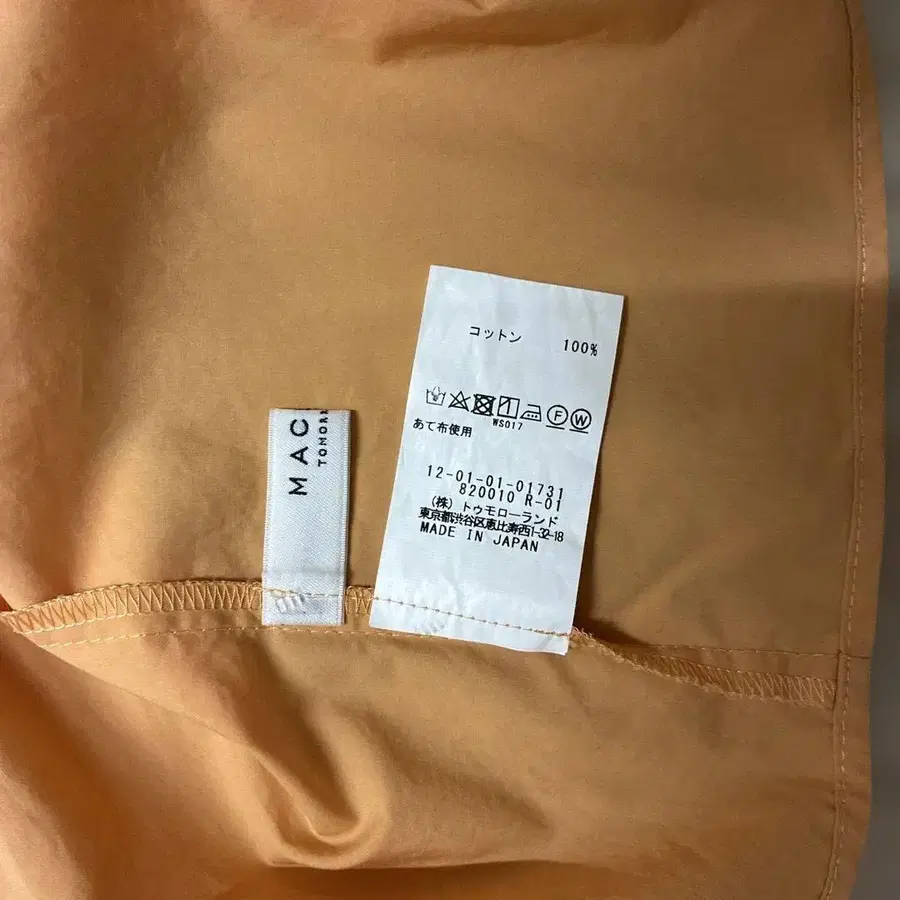 MAC
TOMOR
コットン 100%
F W
WS017
あて布使用
12-01-01-01731
820010 R-01
(株) トゥモローランド
東京都渋谷区恵比寿西1-32-18
MADE IN JAPAN